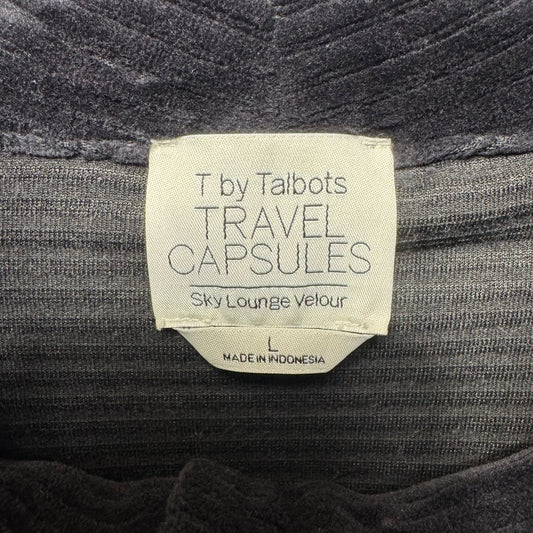 T by Talbots
TRAVEL
CAPSULES
Sky Lounge Velour
L
MADE IN INDONESIA